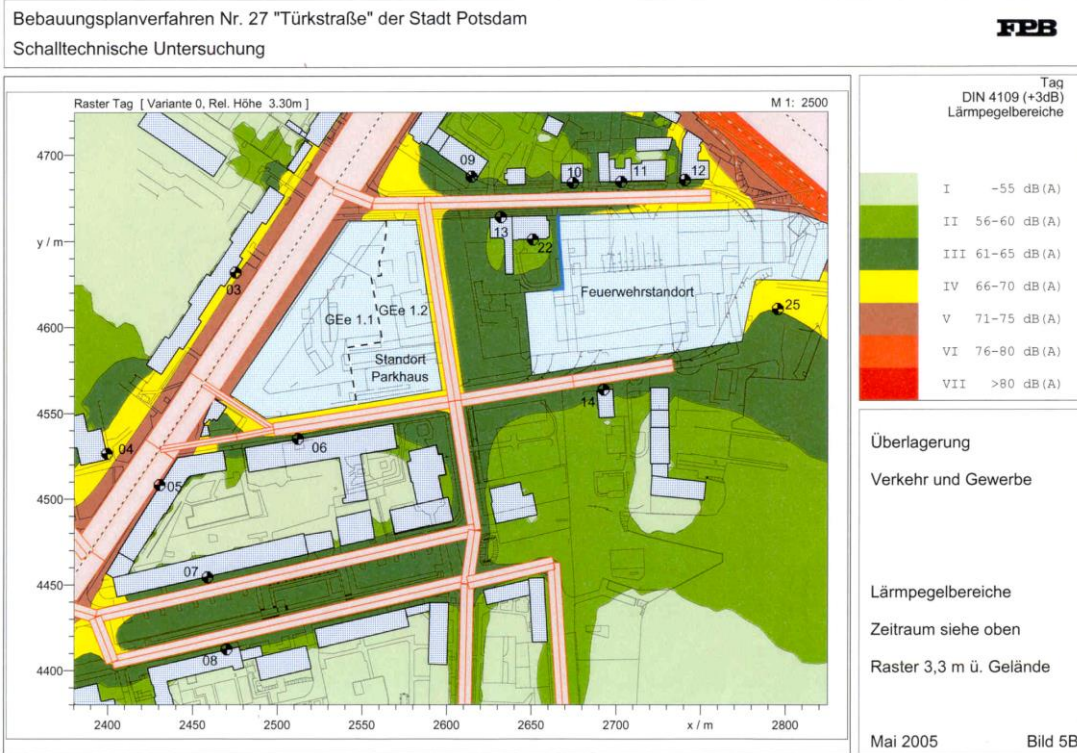 Bebauungsplanverfahren Nr. 27 "Türkstraße" der Stadt Potsdam
Schalltechnische Untersuchung
FPB
Raster Tag [ Variante 0, Rel. Höhe 3.30m ]
M 1: 2500
Tag
DIN 4109 (+3dB)
Lärmpegelbereiche
I -55 dB(A)
II 56-60 dB(A)
III 61-65 dB(A)
IV 66-70 dB(A)
V 71-75 dB(A)
VI 76-80 dB(A)
VII >80 dB(A)
4700
y / m
4600
4550
4500
4450
4400
09
10
11
12
13
22
03
Feuerwehrstandort
25
GEe 1.1
GEe 1.2
Standort
Parkhaus
14
04
06
05
07
08
2400
2450
2500
2550
2600
2650
2700
x / m
2800
Überlagerung
Verkehr und Gewerbe
Lärmpegelbereiche
Zeitraum siehe oben
Raster 3,3 m ü. Gelände
Mai 2005
Bild 5B